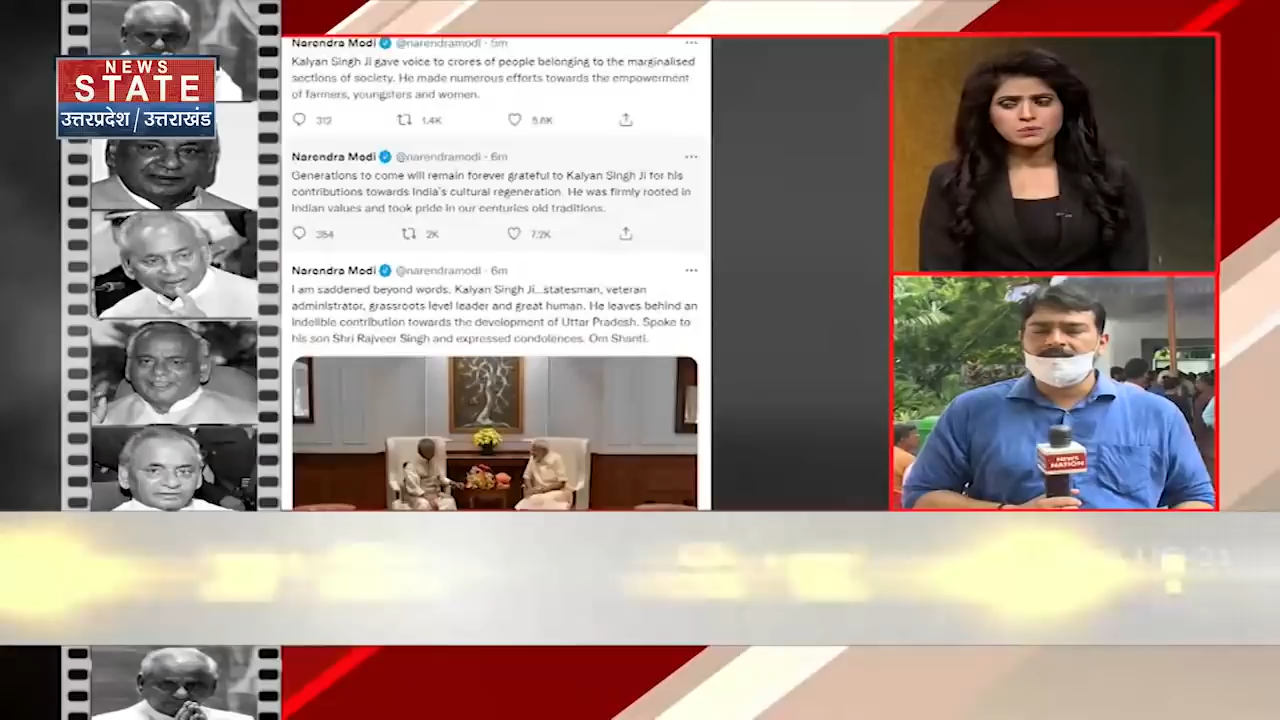 NEWS
STATE
उत्तरप्रदेश / उत्तराखंड
Narendra Modi @narendramodi · 5m
Kalyan Singh Ji gave voice to crores of people belonging to the marginalised
sections of society. He made numerous efforts towards the empowerment
of farmers, youngsters and women.
312 1.4K 5.8K
Narendra Modi @narendramodi · 6m
Generations to come will remain forever grateful to Kalyan Singh Ji for his
contributions towards India's cultural regeneration. He was firmly rooted in
Indian values and took pride in our centuries old traditions.
354 2K 7.2K
Narendra Modi @narendramodi · 6m
I am saddened beyond words. Kalyan Singh Ji...statesman, veteran
administrator, grassroots level leader and great human. He leaves behind an
indelible contribution towards the development of Uttar Pradesh. Spoke to
his son Shri Rajveer Singh and expressed condolences. Om Shanti.
NEWS
NATION